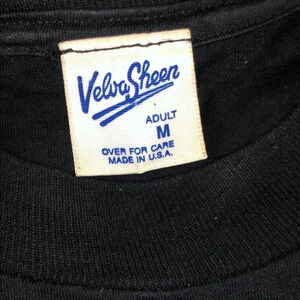 Velva Sheen
ADULT
M
OVER FOR CARE
MADE IN U.S.A.